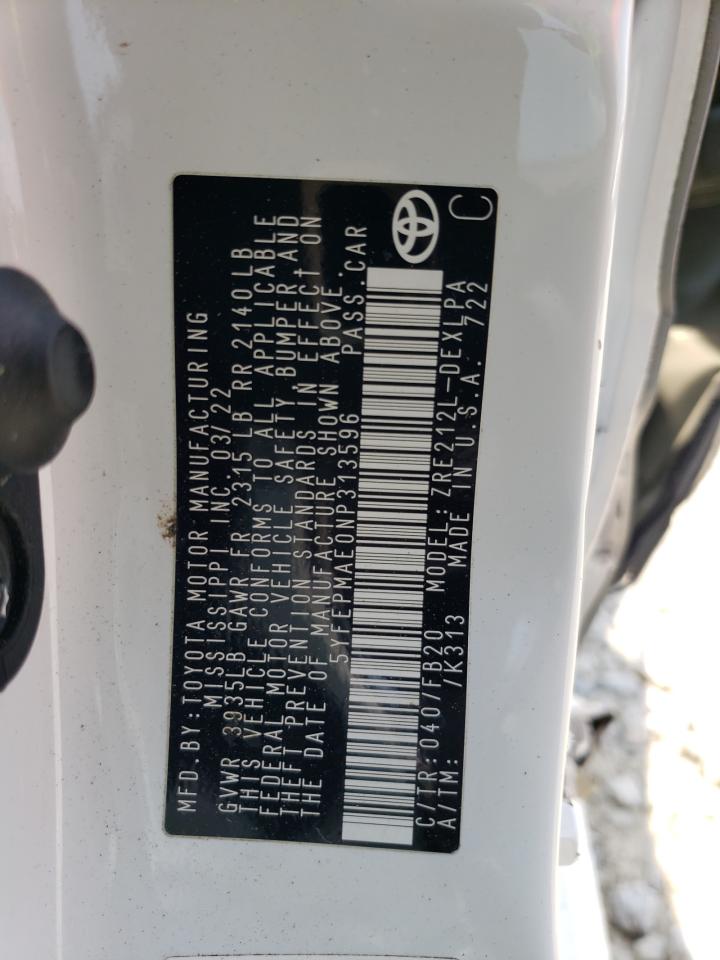 MFD. BY: TOYOTA MOTOR MANUFACTURING
MISSISSIPPI INC. 03/22
GVWR 3935LB GAWR FR 2315 LB RR 2140LB
THIS VEHICLE CONFORMS TO ALL APPLICABLE
FEDERAL MOTOR VEHICLE SAFETY, BUMPER, AND
THEFT PREVENTION STANDARDS IN EFFECT ON
THE DATE OF MANUFACTURE SHOWN ABOVE.
5YFEPMAE0NP313596 PASS. CAR
C/TR: 040 /FB20 MODEL: ZRE212L-DEXLPA
A/TM: /K313 MADE IN U.S.A. 722
C